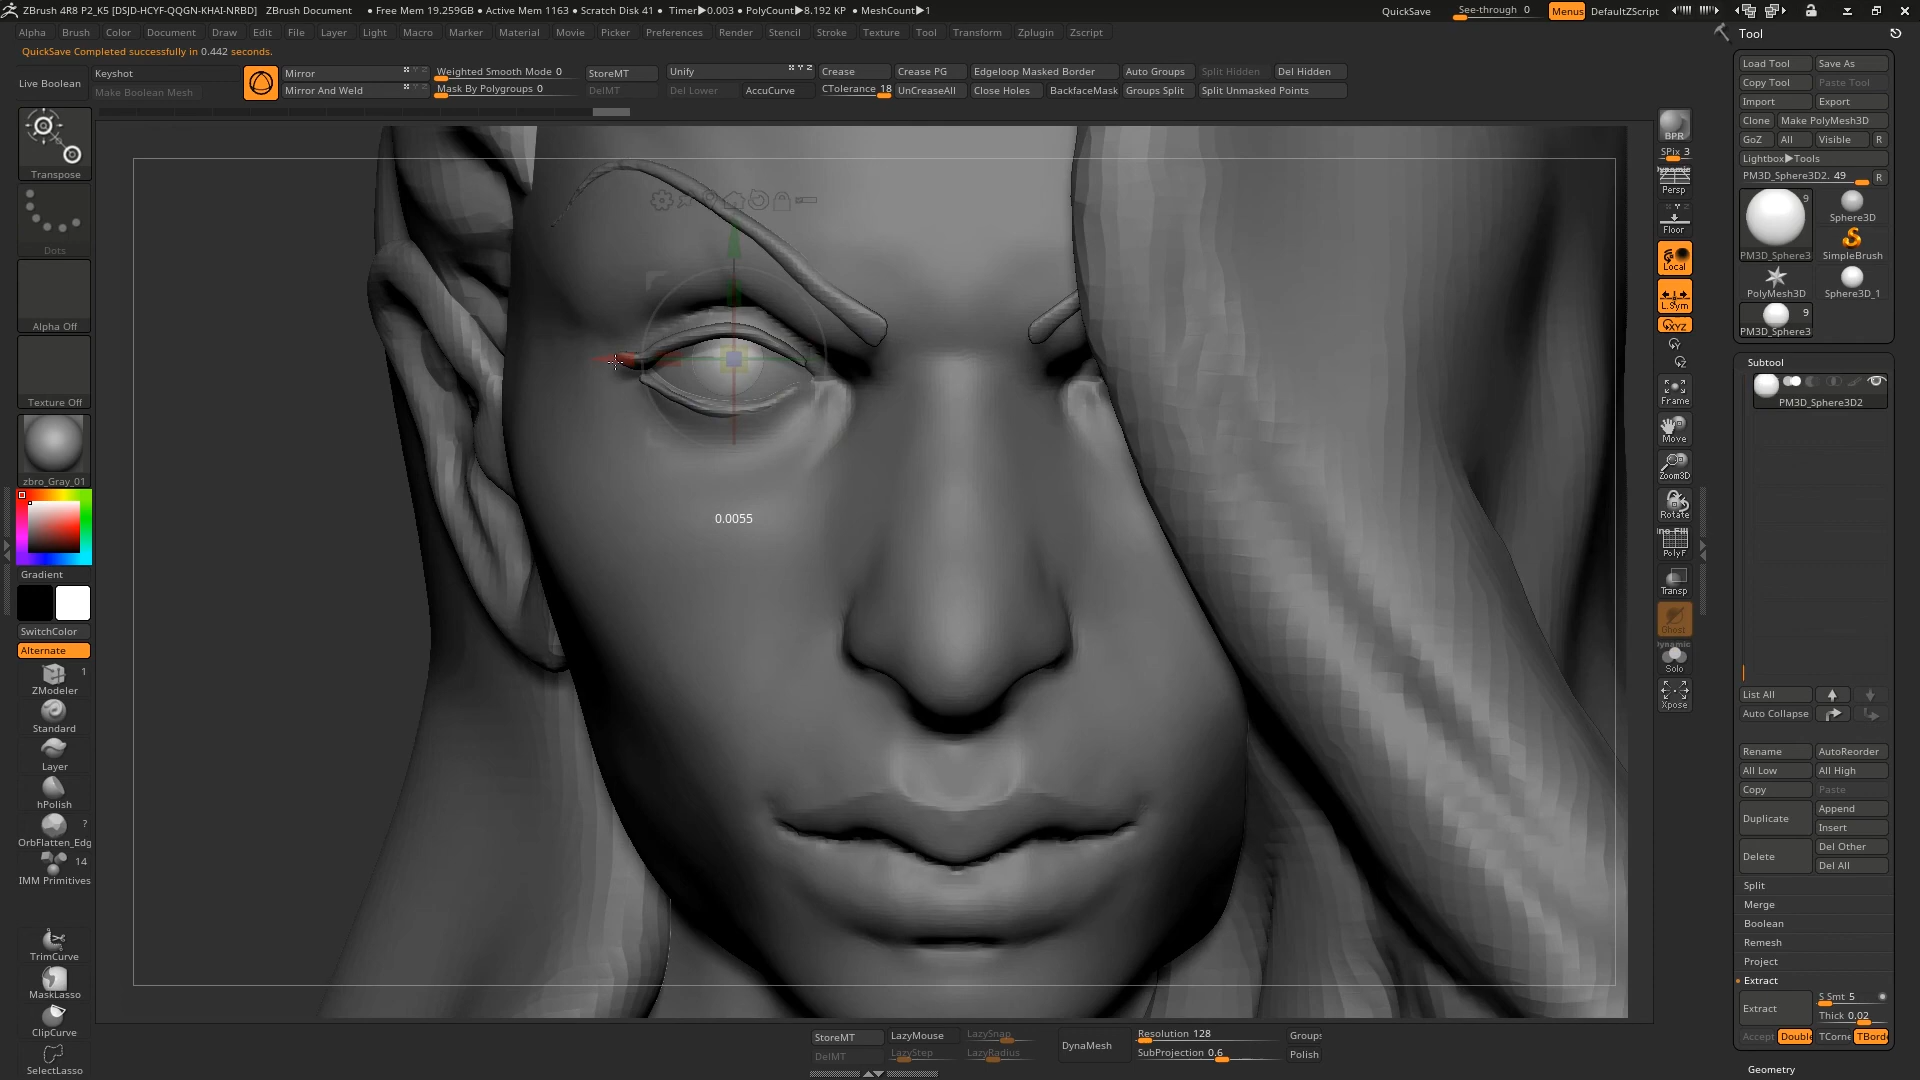 ZBrush 4R8 P2_K5 [DSJD-HCYF-QQGN-KHAI-NRBD] ZBrush Document • Free Mem 19.259GB • Active Mem 1163 • Scratch Disk 41 • Timer▶0.003 • PolyCount▶8.192 KP • MeshCount▶1 QuickSave See-through 0 Menus DefaultZScript
Alpha Brush Color Document Draw Edit File Layer Light Macro Marker Material Movie Picker Preferences Render Stencil Stroke Texture Tool Transform Zplugin Zscript
Tool
QuickSave Completed successfully in 0.442 seconds.
Live Boolean
Keyshot
Make Boolean Mesh
Mirror
Mirror And Weld
Weighted Smooth Mode 0
Mask By Polygroups 0
StoreMT
DelMT
Unify
Del Lower
AccuCurve
Crease
CTolerance 18
Crease PG
UnCreaseAll
Edgeloop Masked Border
Close Holes
BackfaceMask
Auto Groups
Groups Split
Split Hidden
Del Hidden
Split Unmasked Points
Transpose
Dots
Alpha Off
Texture Off
zbro_Gray_01
Gradient
SwitchColor
Alternate
1
ZModeler
Standard
Layer
hPolish
?
OrbFlatten_Edg
14
IMM Primitives
TrimCurve
MaskLasso
ClipCurve
SelectLasso
0.0055
BPR
SPix 3
Dynamic
Persp
Floor
Local
L.Sym
XYZ
Y
Z
Frame
Move
Zoom3D
Rotate
PolyF
Transp
Ghost
Dynamic
Solo
Xpose
Load Tool Save As
Copy Tool Paste Tool
Import Export
Clone Make PolyMesh3D
GoZ All Visible R
Lightbox▶Tools
PM3D_Sphere3D2. 49 R
9
Sphere3D
PM3D_Sphere3 SimpleBrush
PolyMesh3D Sphere3D_1
9
PM3D_Sphere3
Subtool
PM3D_Sphere3D2
List All
Auto Collapse
Rename AutoReorder
All Low All High
Copy Paste
Duplicate
Append
Insert
Delete
Del Other
Del All
Split
Merge
Boolean
Remesh
Project
Extract
Extract
S Smt 5
Thick 0.02
Accept Double TCorne TBorde
Geometry
StoreMT
DelMT
LazyMouse
LazyStep
LazySnap
LazyRadius
DynaMesh
Resolution 128
SubProjection 0.6
Groups
Polish